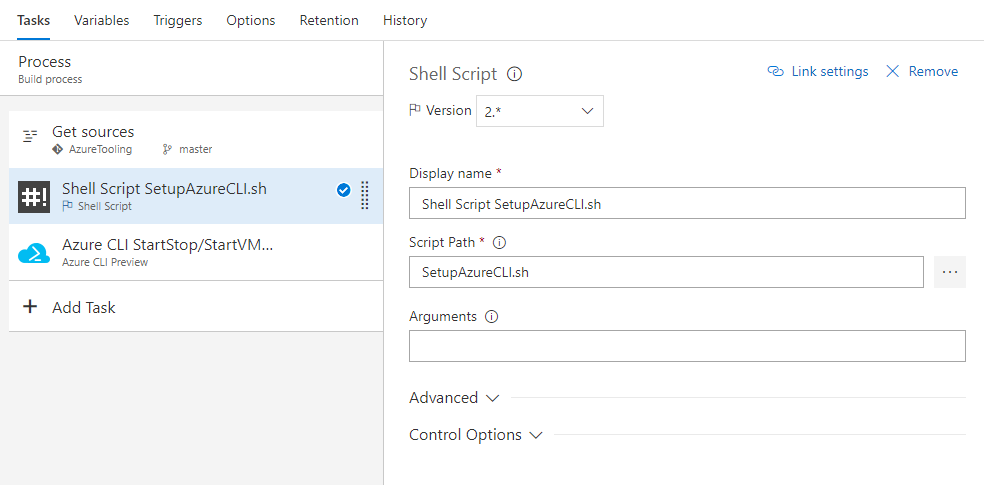 Tasks Variables Triggers Options Retention History
Process
Build process
Get sources
AzureTooling master
#! Shell Script SetupAzureCLI.sh
Shell Script
Azure CLI StartStop/StartVM...
Azure CLI Preview
+ Add Task
Shell Script Link settings Remove
Version 2.*
Display name *
Shell Script SetupAzureCLI.sh
Script Path *
SetupAzureCLI.sh ...
Arguments
Advanced
Control Options